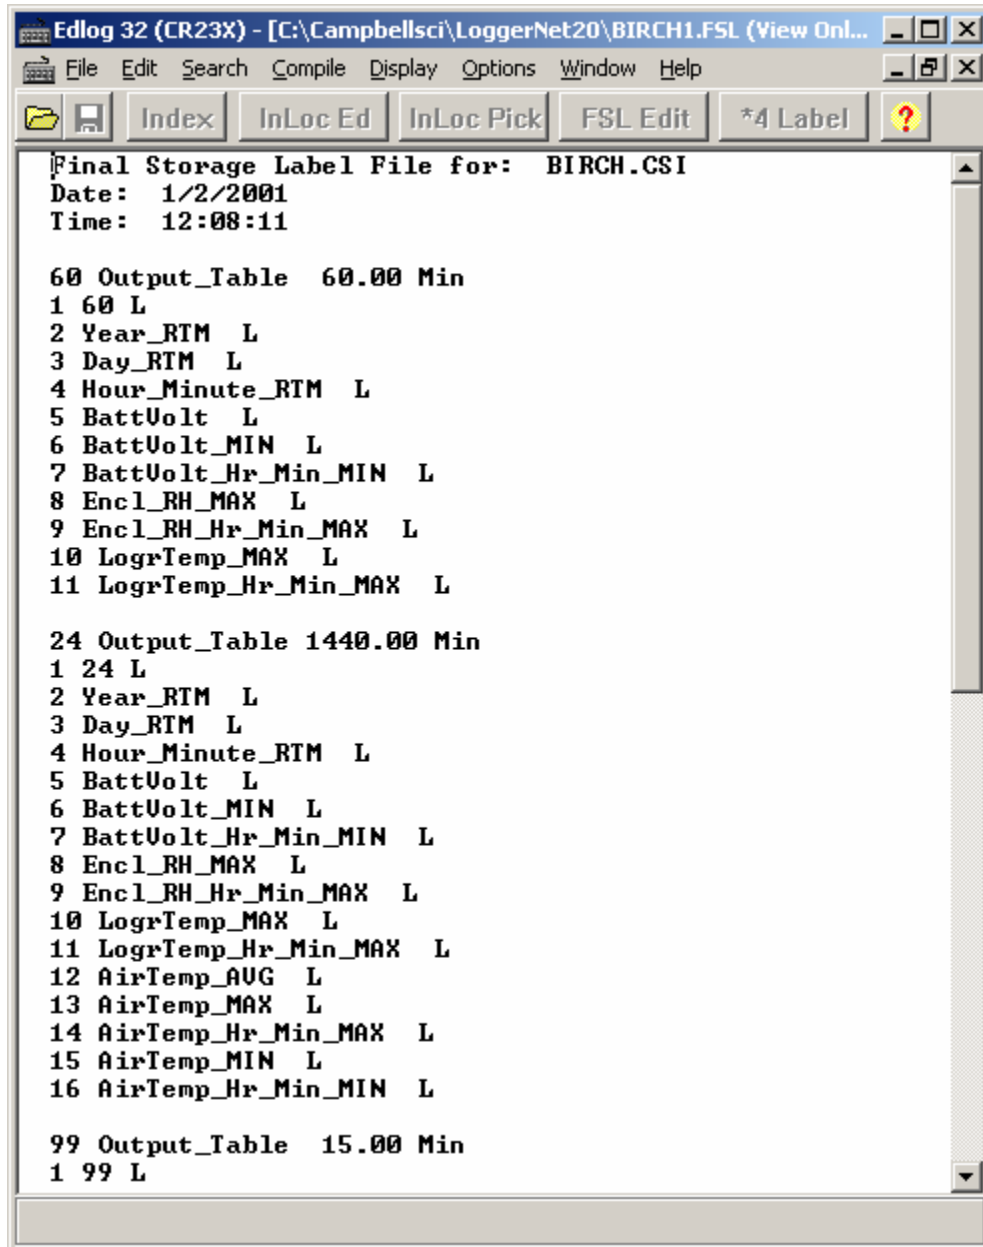 Edlog 32 (CR23X) - [C:\Campbellsci\LoggerNet20\BIRCH1.FSL (View Onl...
File Edit Search Compile Display Options Window Help
Index InLoc Ed InLoc Pick FSL Edit *4 Label ?
Final Storage Label File for:  BIRCH.CSI
Date:  1/2/2001
Time:  12:08:11
60 Output_Table  60.00 Min
1 60 L
2 Year_RTM  L
3 Day_RTM  L
4 Hour_Minute_RTM  L
5 BattVolt  L
6 BattVolt_MIN  L
7 BattVolt_Hr_Min_MIN  L
8 Encl_RH_MAX  L
9 Encl_RH_Hr_Min_MAX  L
10 LogrTemp_MAX  L
11 LogrTemp_Hr_Min_MAX  L
24 Output_Table 1440.00 Min
1 24 L
2 Year_RTM  L
3 Day_RTM  L
4 Hour_Minute_RTM  L
5 BattVolt  L
6 BattVolt_MIN  L
7 BattVolt_Hr_Min_MIN  L
8 Encl_RH_MAX  L
9 Encl_RH_Hr_Min_MAX  L
10 LogrTemp_MAX  L
11 LogrTemp_Hr_Min_MAX  L
12 AirTemp_AVG  L
13 AirTemp_MAX  L
14 AirTemp_Hr_Min_MAX  L
15 AirTemp_MIN  L
16 AirTemp_Hr_Min_MIN  L
99 Output_Table  15.00 Min
1 99 L